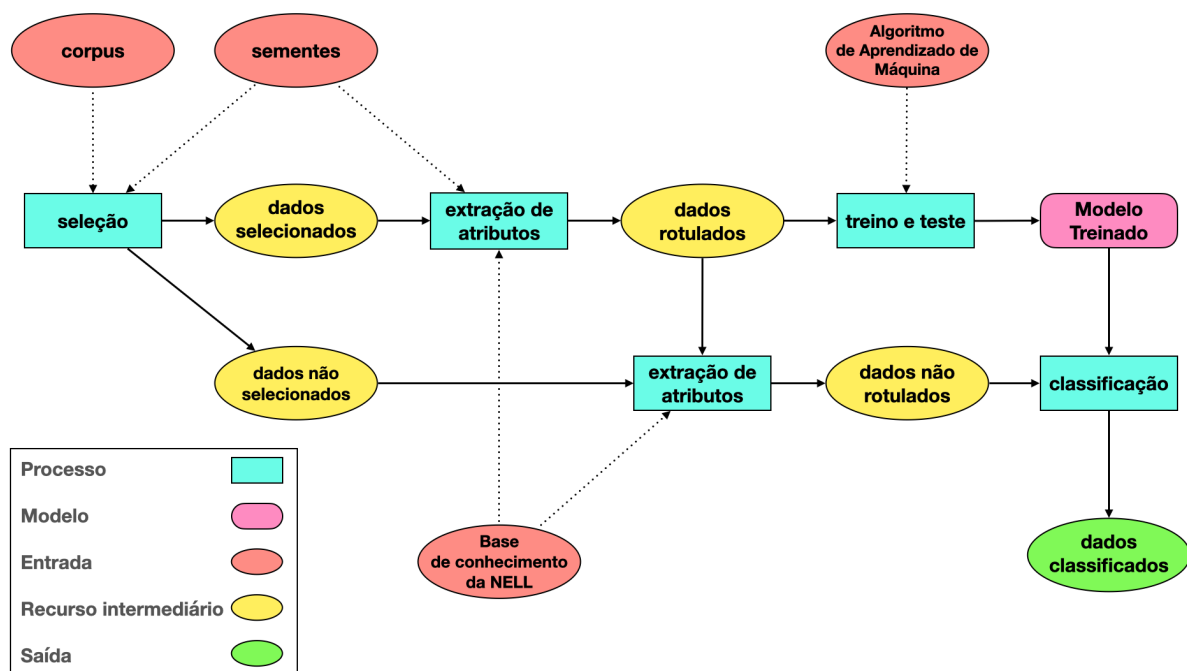 corpus
sementes
Algoritmo
de Aprendizado de
Máquina
seleção
dados
selecionados
extração de
atributos
dados
rotulados
treino e teste
Modelo
Treinado
dados não
selecionados
extração de
atributos
dados não
rotulados
classificação
Base
de conhecimento
da NELL
dados
classificados
Processo
Modelo
Entrada
Recurso intermediário
Saída